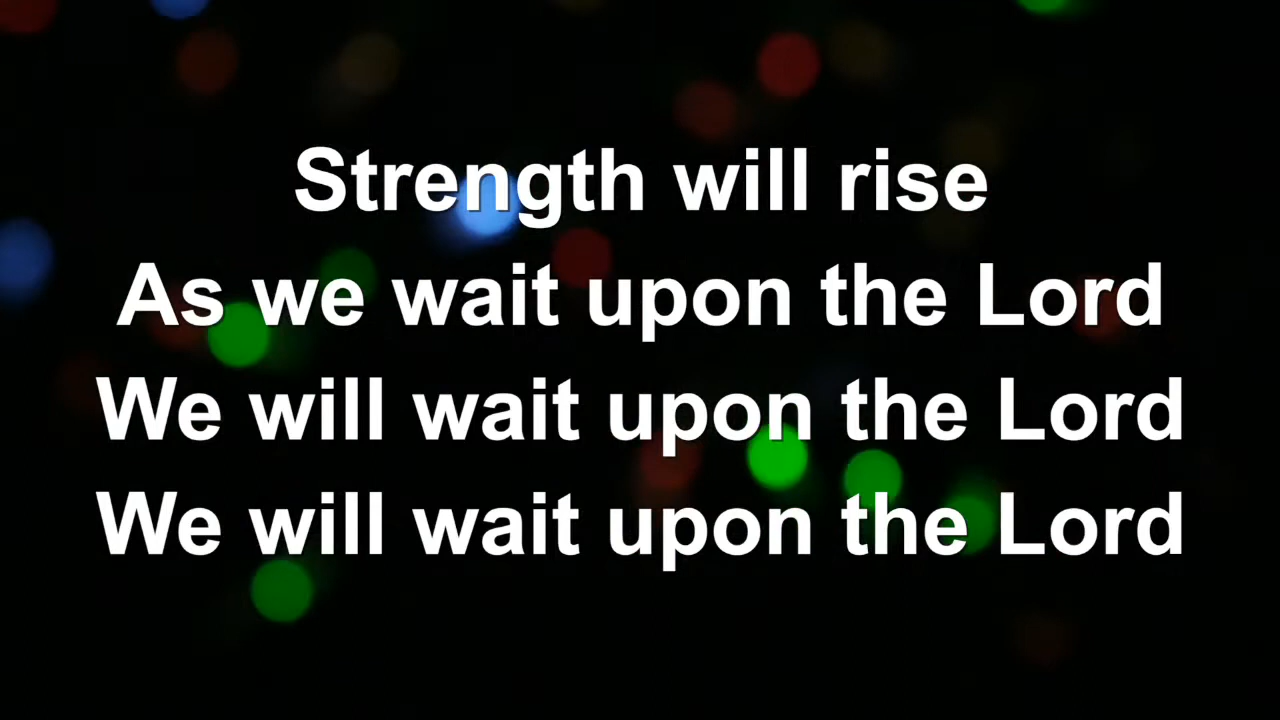 Strength will rise
As we wait upon the Lord
We will wait upon the Lord
We will wait upon the Lord